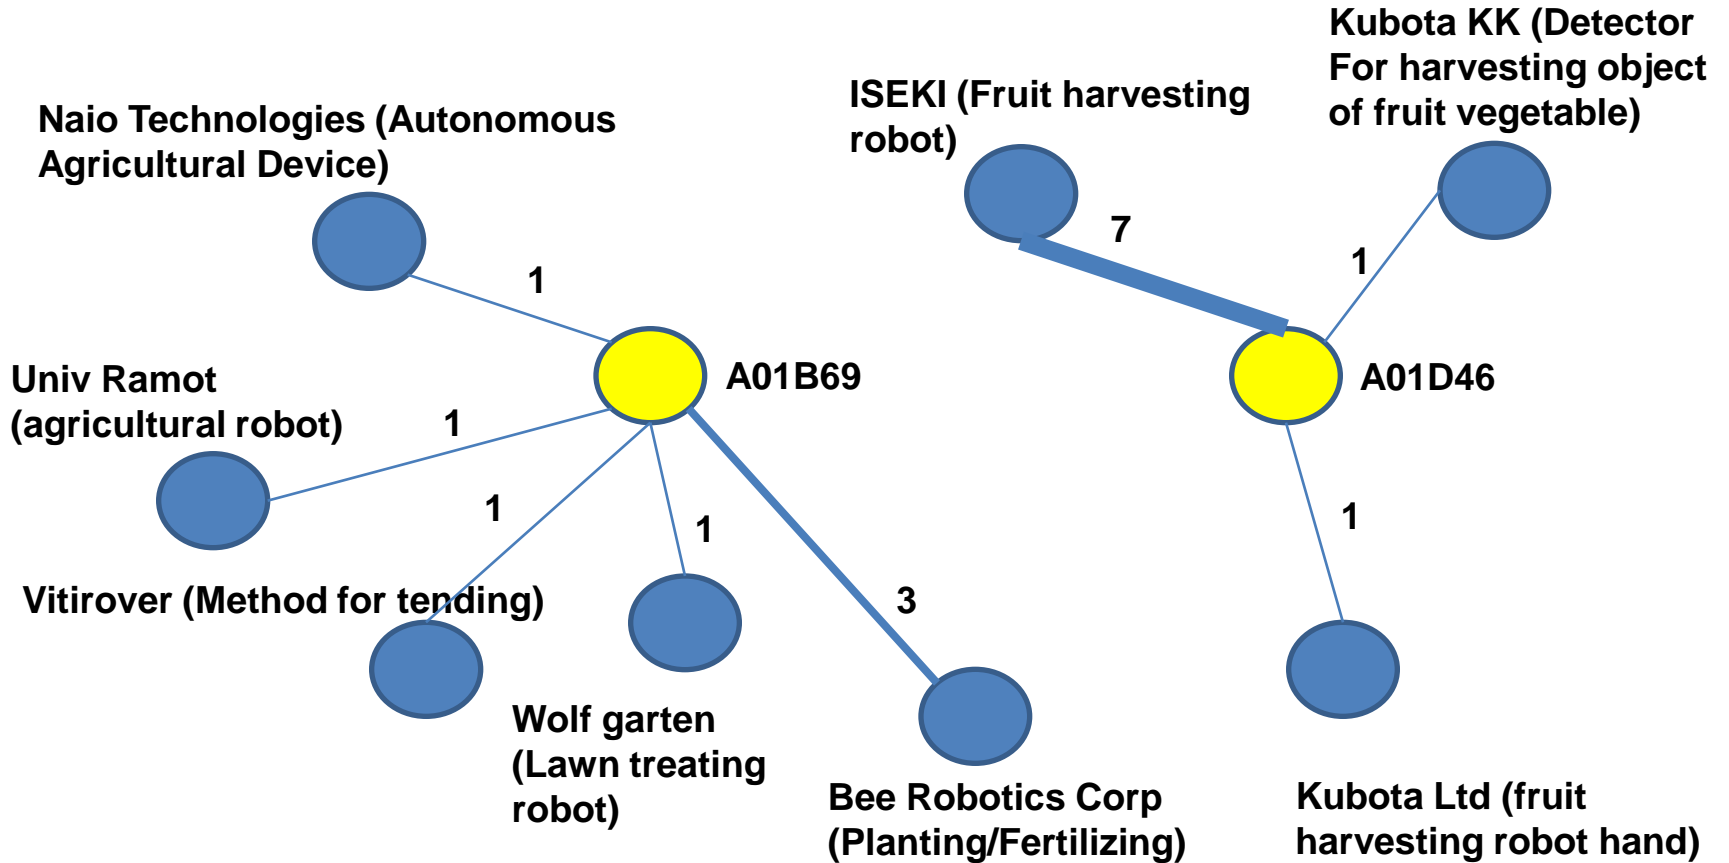 Kubota KK (Detector
For harvesting object
of fruit vegetable)
ISEKI (Fruit harvesting
robot)
Naio Technologies (Autonomous
Agricultural Device)
7
1
1
A01B69
A01D46
Univ Ramot
(agricultural robot)
1
1
1
1
Vitirover (Method for tending)
3
Wolf garten
(Lawn treating
robot)
Bee Robotics Corp
(Planting/Fertilizing)
Kubota Ltd (fruit
harvesting robot hand)